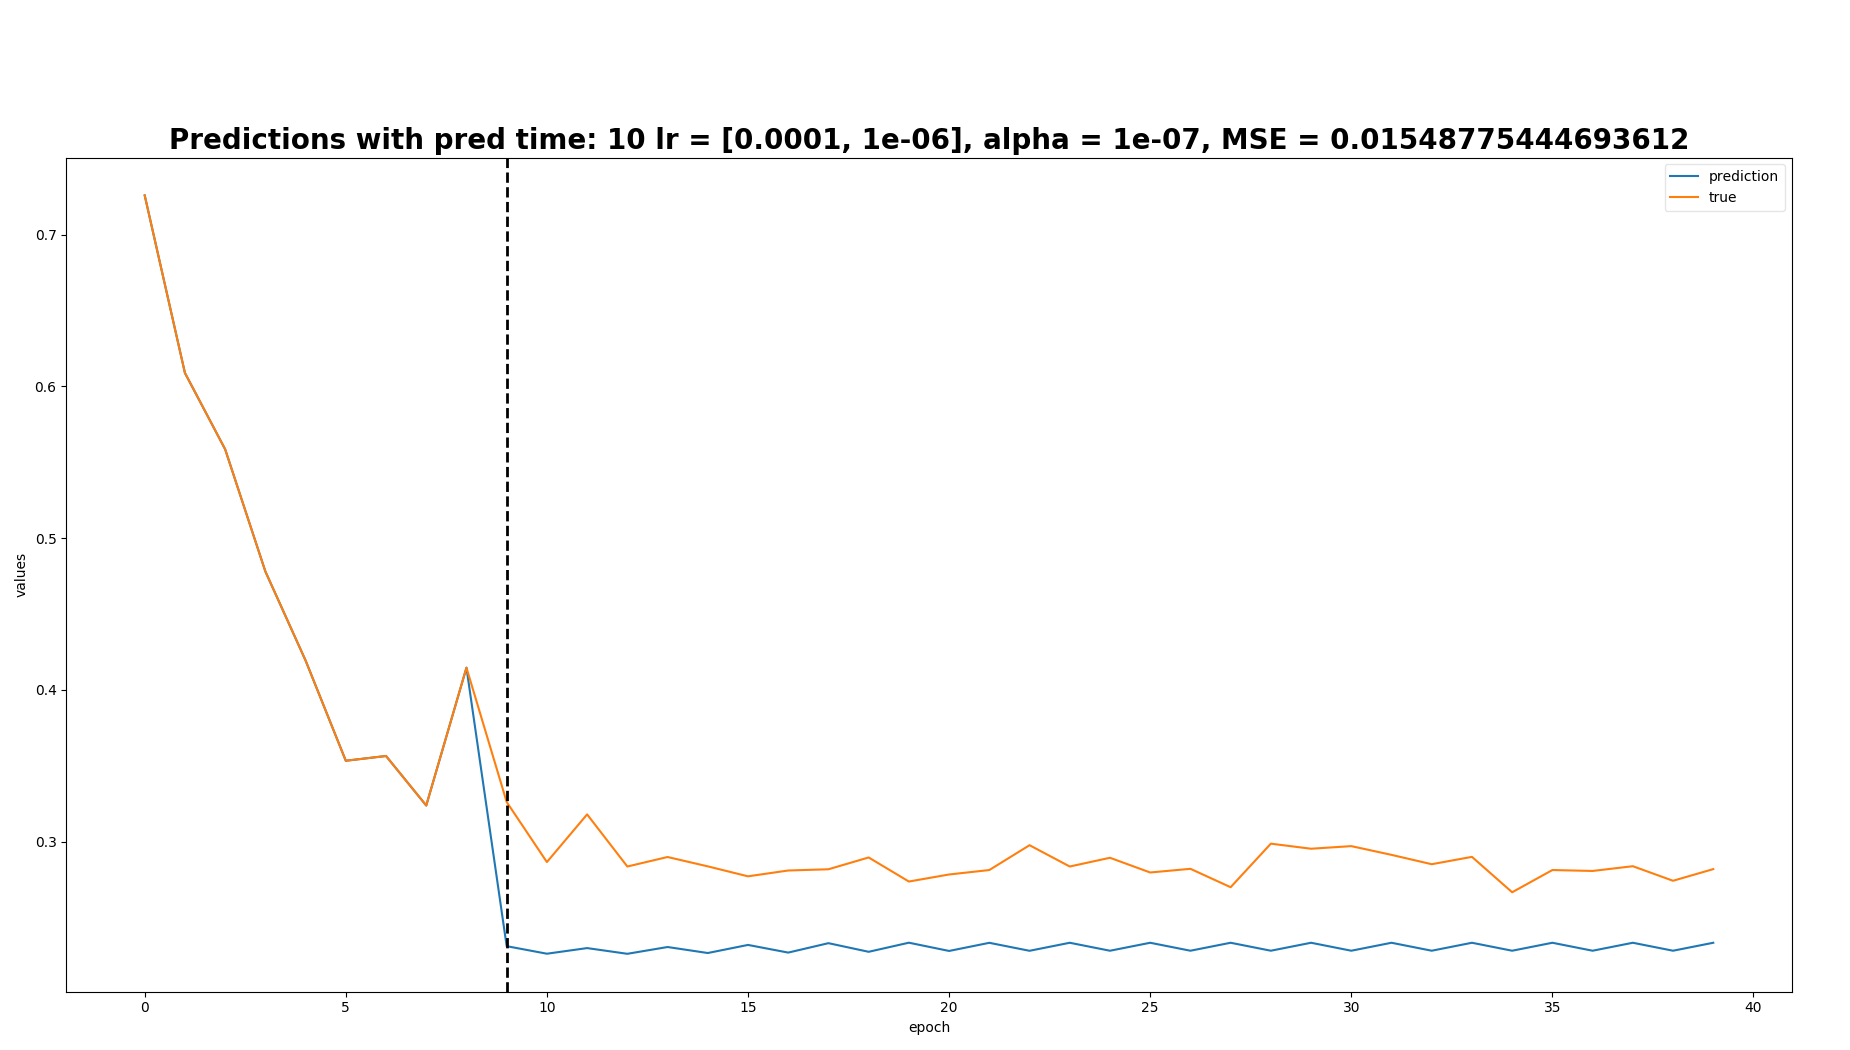 Predictions with pred time: 10 lr = [0.0001, 1e-06], alpha = 1e-07, MSE = 0.01548775444693612
prediction
true
0.7
0.6
0.5
0.4
0.3
values
0 5 10 15 20 25 30 35 40
epoch